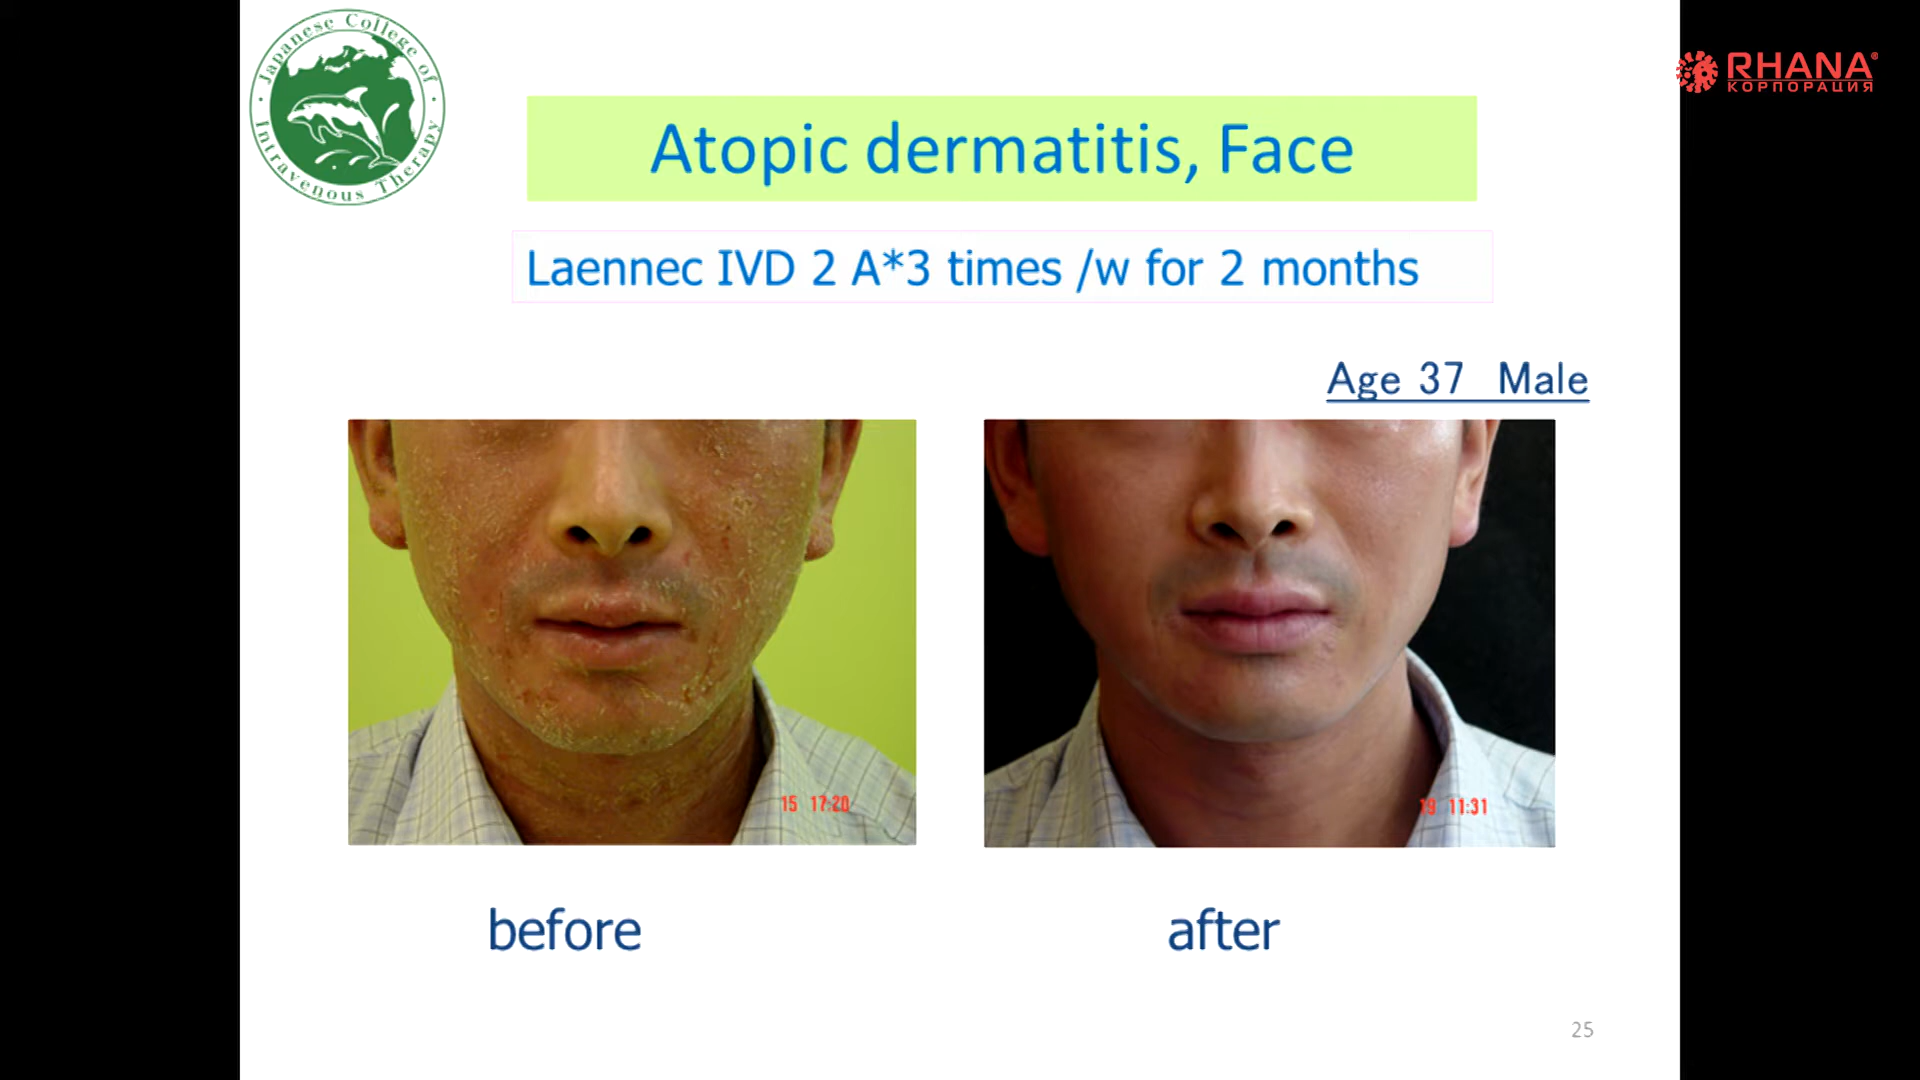 Japanese College of
Intravenous Therapy
RHANA®
КОРПОРАЦИЯ
Atopic dermatitis, Face
Laennec IVD 2 A*3 times /w for 2 months
Age 37 Male
15 17:20
19 11:31
before
after
25